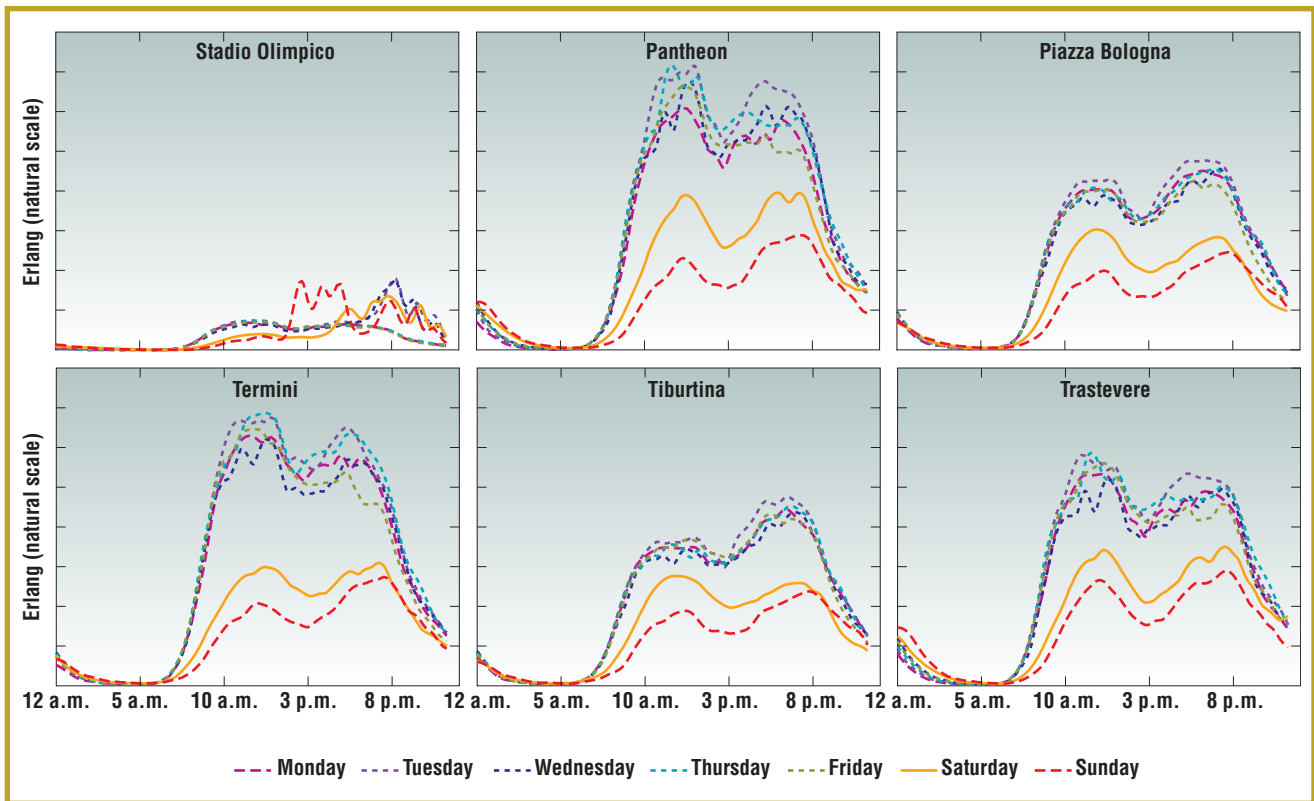 Stadio Olimpico
Pantheon
Piazza Bologna
Erlang (natural scale)
Termini
Tiburtina
Trastevere
Erlang (natural scale)
12 a.m. 5 a.m. 10 a.m. 3 p.m. 8 p.m. 12 a.m. 5 a.m. 10 a.m. 3 p.m. 8 p.m. 12 a.m. 5 a.m. 10 a.m. 3 p.m. 8 p.m.
Monday Tuesday Wednesday Thursday Friday Saturday Sunday